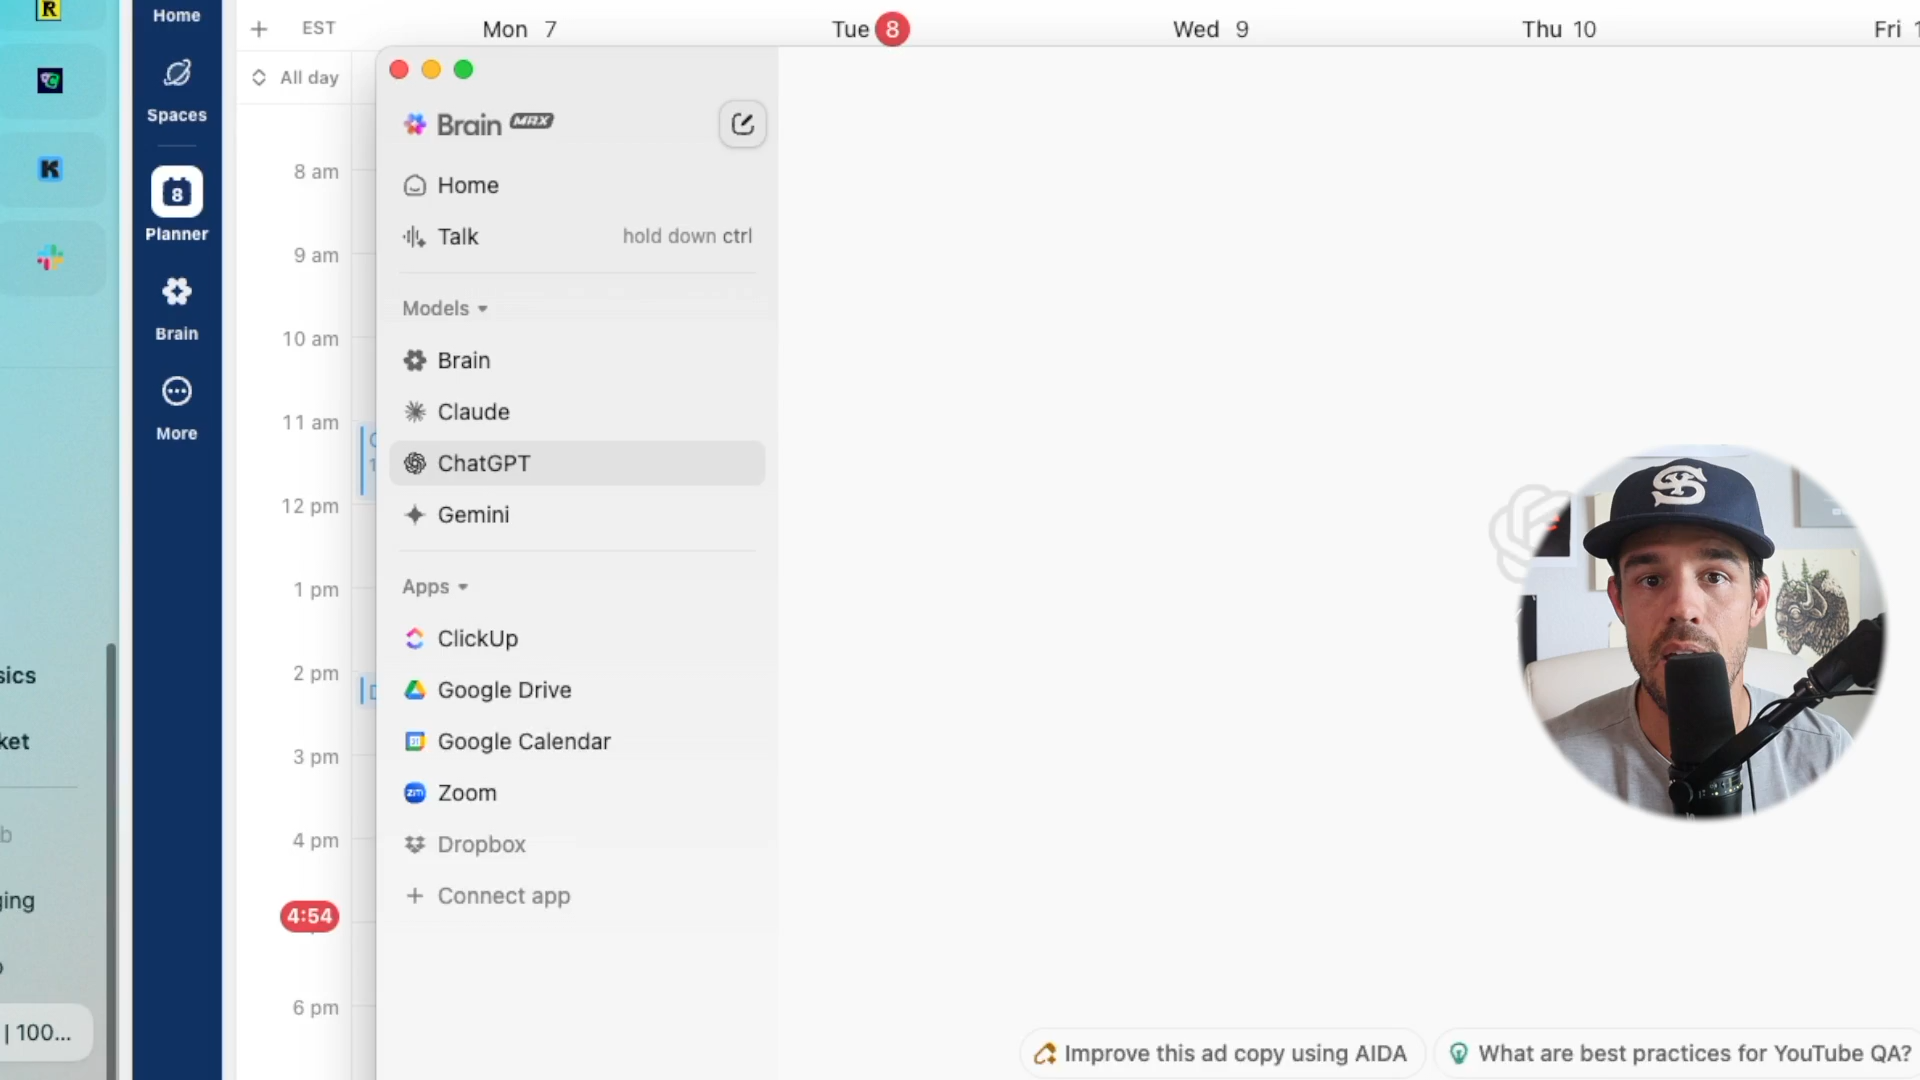 Home
Spaces
8
Planner
Brain
More
sics
ket
ging
| 100...
EST
All day
Mon 7
Tue 8
Wed 9
Thu 10
Fri 1
8 am
9 am
10 am
11 am
12 pm
1 pm
2 pm
3 pm
4 pm
4:54
6 pm
Brain MAX
Home
Talk
hold down ctrl
Models
Brain
Claude
ChatGPT
Gemini
Apps
ClickUp
Google Drive
Google Calendar
Zoom
Dropbox
Connect app
Improve this ad copy using AIDA
What are best practices for YouTube QA?